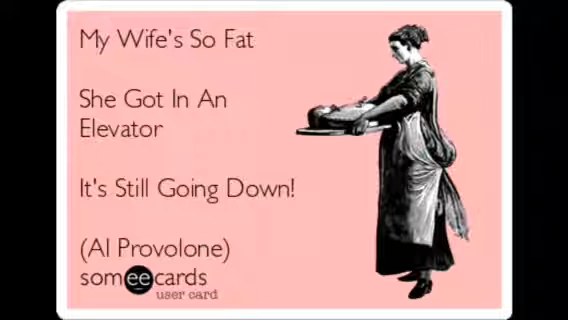 My Wife's So Fat
She Got In An
Elevator
It's Still Going Down!
(Al Provolone)
someecards
user card